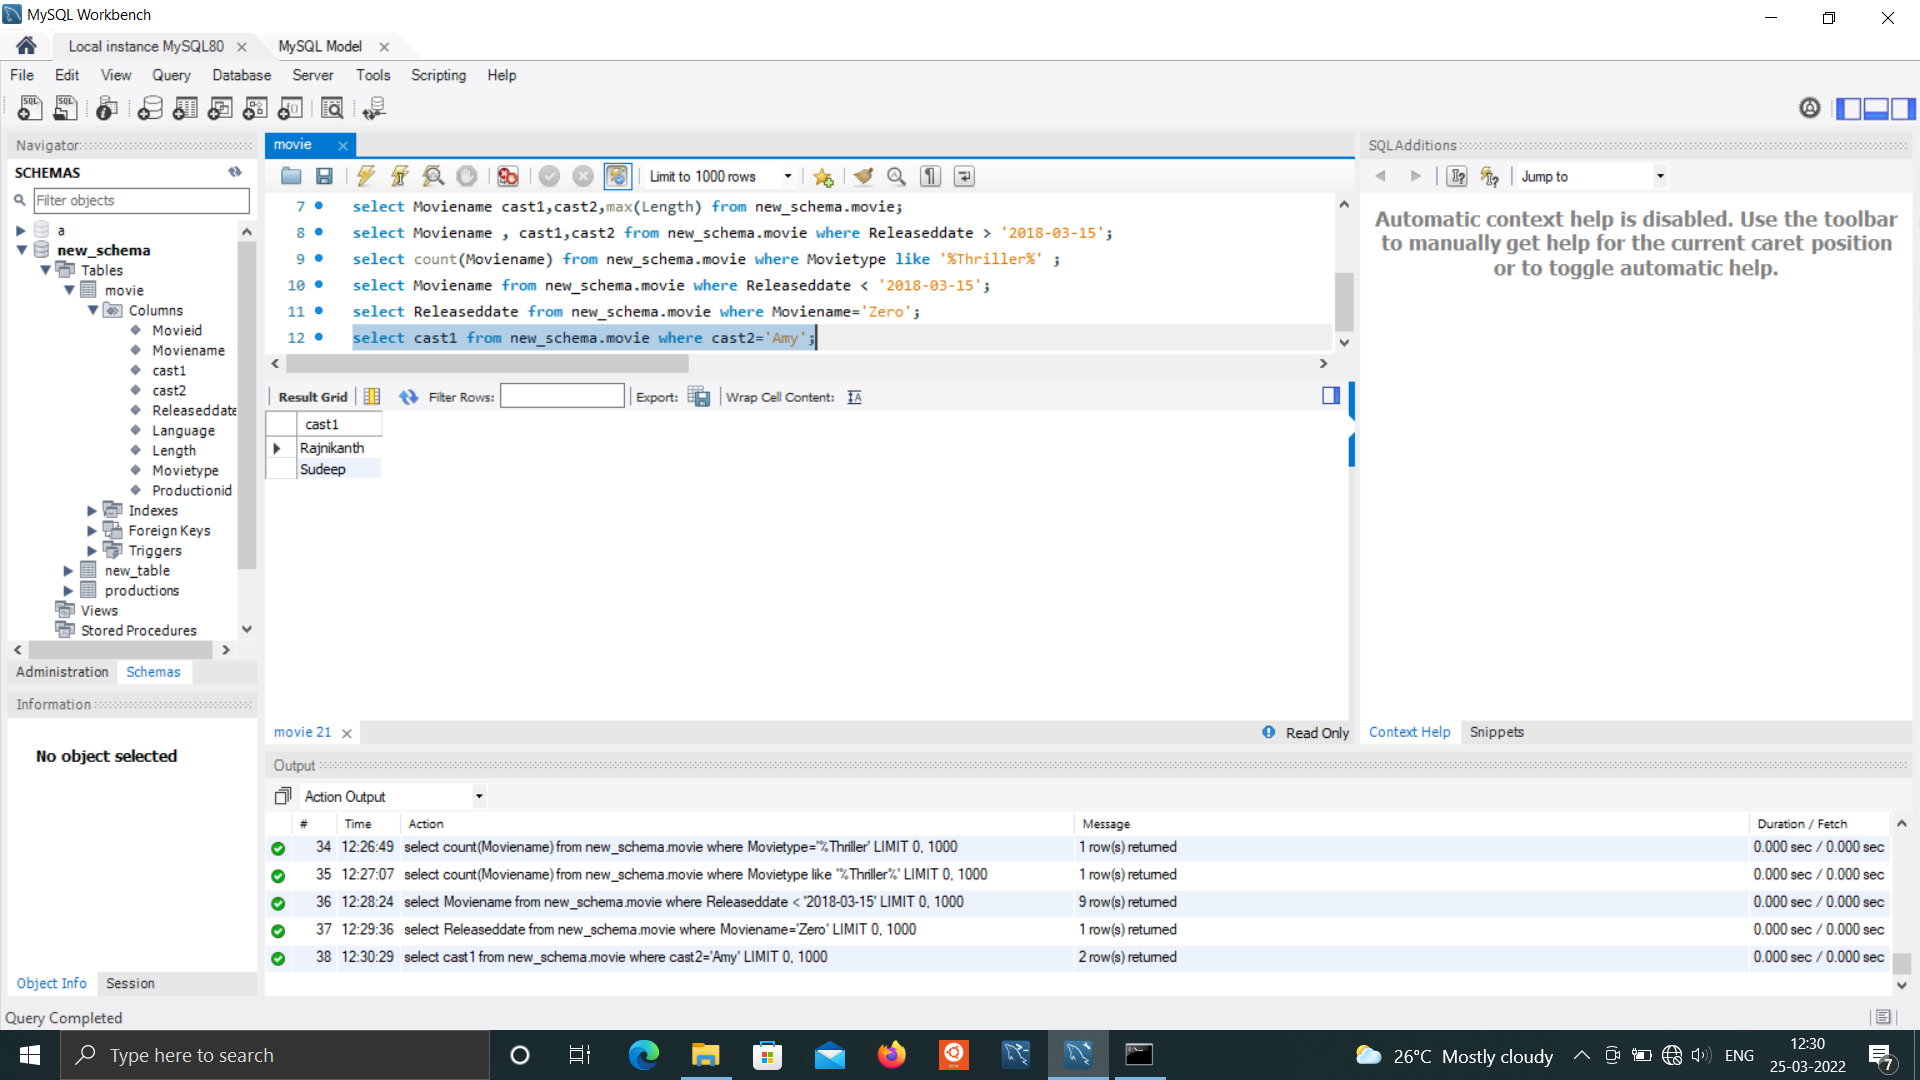 MySQL Workbench
Local instance MySQL80
MySQL Model
File Edit View Query Database Server Tools Scripting Help
Navigator
SCHEMAS
Filter objects
a
new_schema
Tables
movie
Columns
Movieid
Moviename
cast1
cast2
Releaseddate
Language
Length
Movietype
Productionid
Indexes
Foreign Keys
Triggers
new_table
productions
Views
Stored Procedures
Administration Schemas
Information
No object selected
Object Info Session
movie
Limit to 1000 rows
7 select Moviename cast1,cast2,max(Length) from new_schema.movie;
8 select Moviename , cast1,cast2 from new_schema.movie where Releaseddate > '2018-03-15';
9 select count(Moviename) from new_schema.movie where Movietype like '%Thriller%' ;
10 select Moviename from new_schema.movie where Releaseddate < '2018-03-15';
11 select Releaseddate from new_schema.movie where Moviename='Zero';
12 select cast1 from new_schema.movie where cast2='Amy';
Result Grid Filter Rows: Export: Wrap Cell Content:
cast1
Rajnikanth
Sudeep
movie 21
Read Only
SQLAdditions
Jump to
Automatic context help is disabled. Use the toolbar
to manually get help for the current caret position
or to toggle automatic help.
Context Help Snippets
Output
Action Output
# Time Action Message Duration / Fetch
34 12:26:49 select count(Moviename) from new_schema.movie where Movietype='%Thriller' LIMIT 0, 1000 1 row(s) returned 0.000 sec / 0.000 sec
35 12:27:07 select count(Moviename) from new_schema.movie where Movietype like '%Thriller%' LIMIT 0, 1000 1 row(s) returned 0.000 sec / 0.000 sec
36 12:28:24 select Moviename from new_schema.movie where Releaseddate < '2018-03-15' LIMIT 0, 1000 9 row(s) returned 0.000 sec / 0.000 sec
37 12:29:36 select Releaseddate from new_schema.movie where Moviename='Zero' LIMIT 0, 1000 1 row(s) returned 0.000 sec / 0.000 sec
38 12:30:29 select cast1 from new_schema.movie where cast2='Amy' LIMIT 0, 1000 2 row(s) returned 0.000 sec / 0.000 sec
Query Completed
Type here to search
26°C Mostly cloudy
ENG
12:30
25-03-2022
7